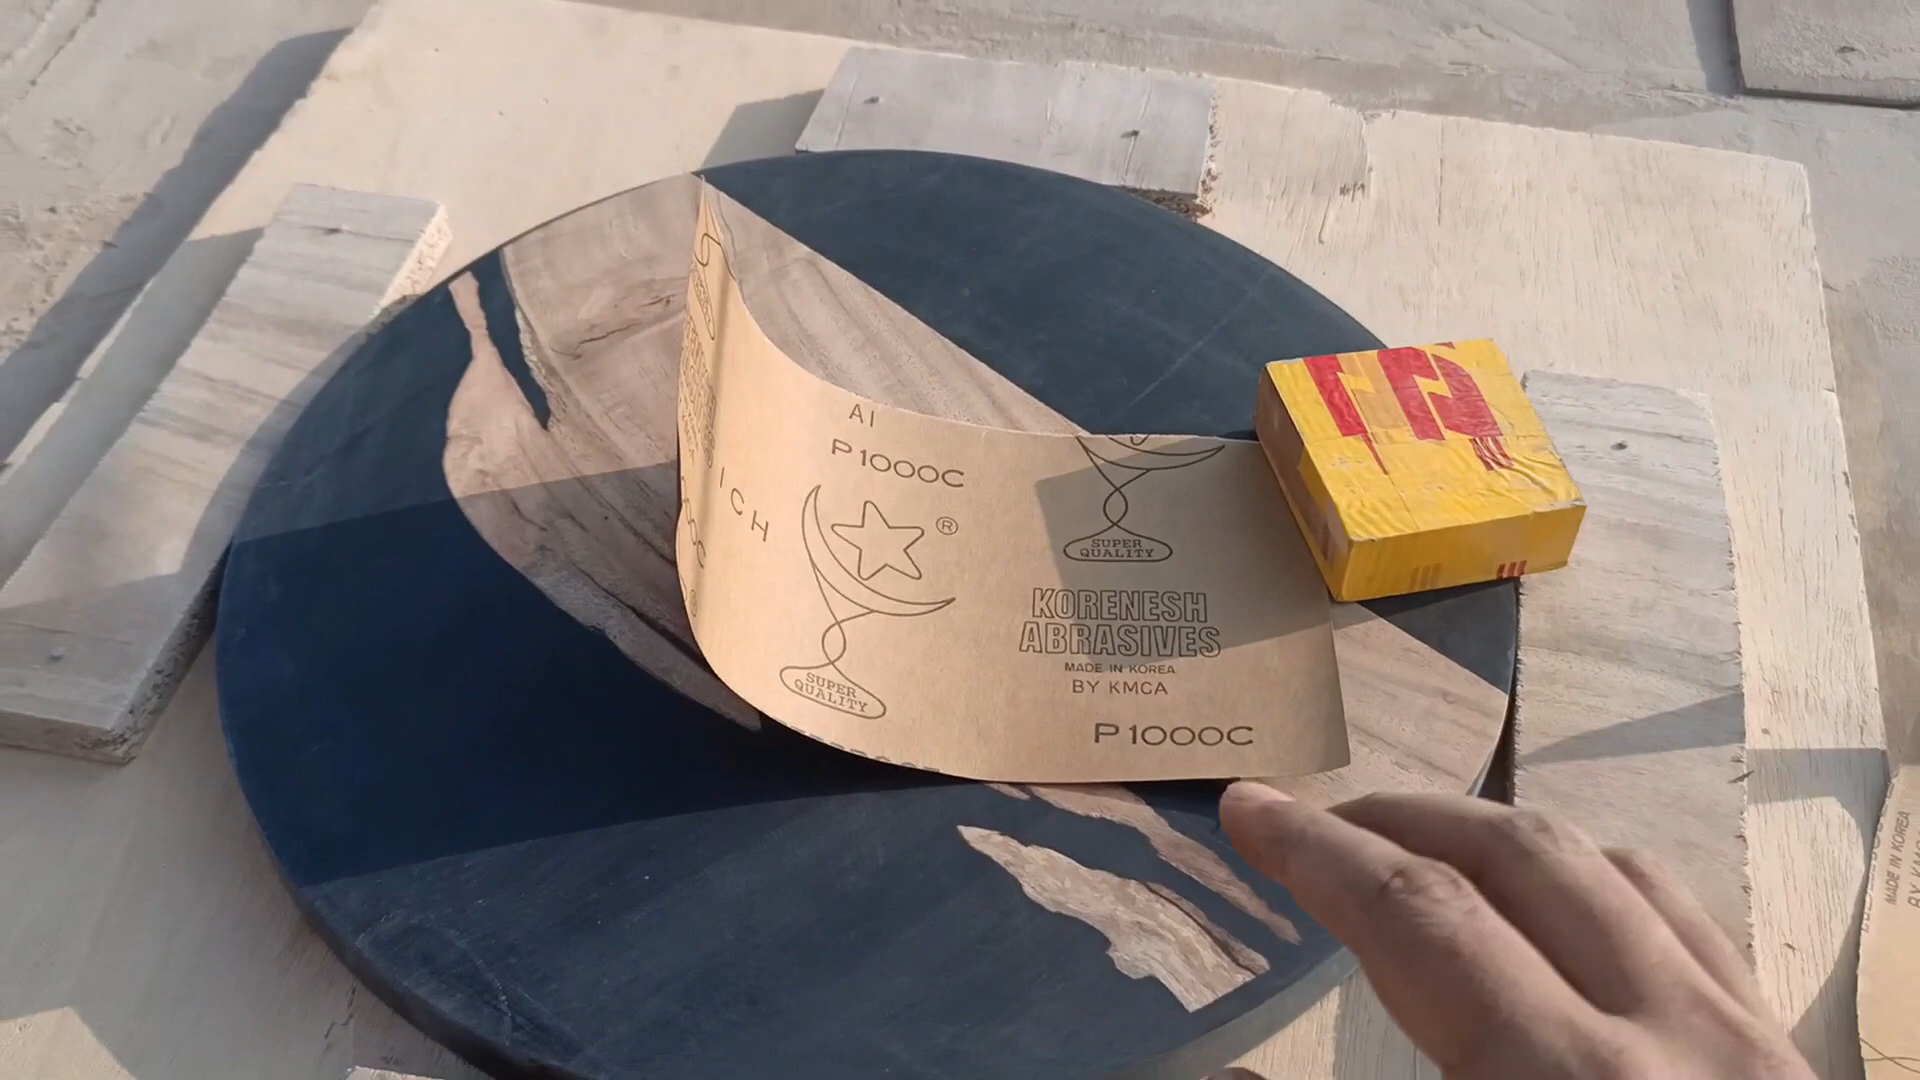 AI
P1000C
ICH
®
SUPER
QUALITY
SUPER
QUALITY
KORENESH
ABRASIVES
MADE IN KOREA
BY KMCA
P1000C
MADE IN KOREA